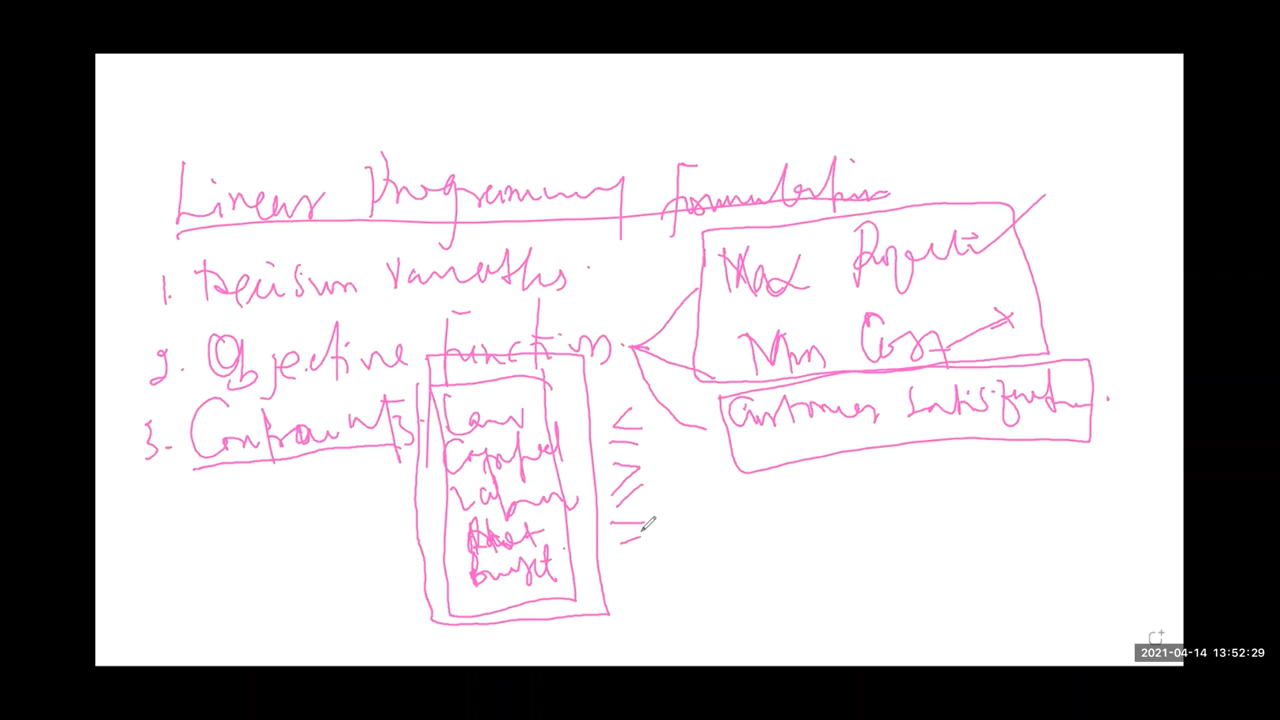 Linear Programming Formulation
1. Decision Variables.
2. Objective Functions.
Max Profit
Min Cost
Customer Satisfaction.
3. Constraints
Land
Capital
Labour
Budget
≤
≥
=
2021-04-14 13:52:29